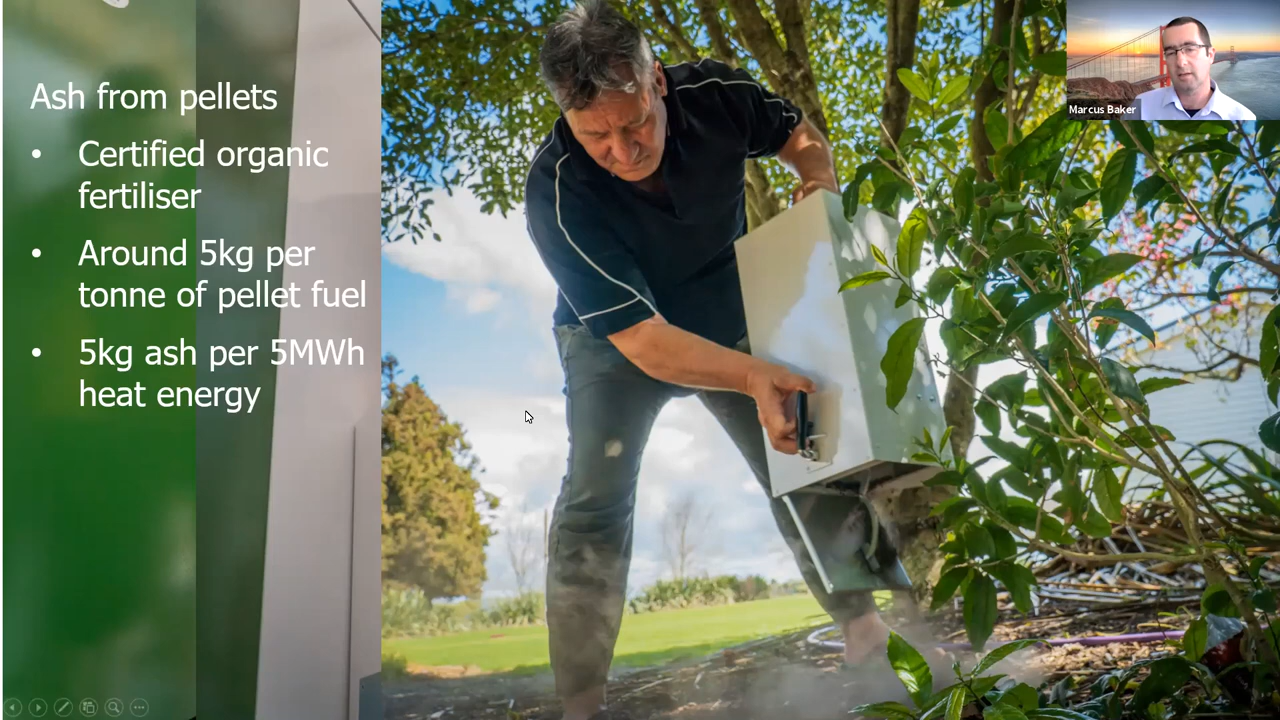 Ash from pellets
• Certified organic
fertiliser
• Around 5kg per
tonne of pellet fuel
• 5kg ash per 5MWh
heat energy
Marcus Baker